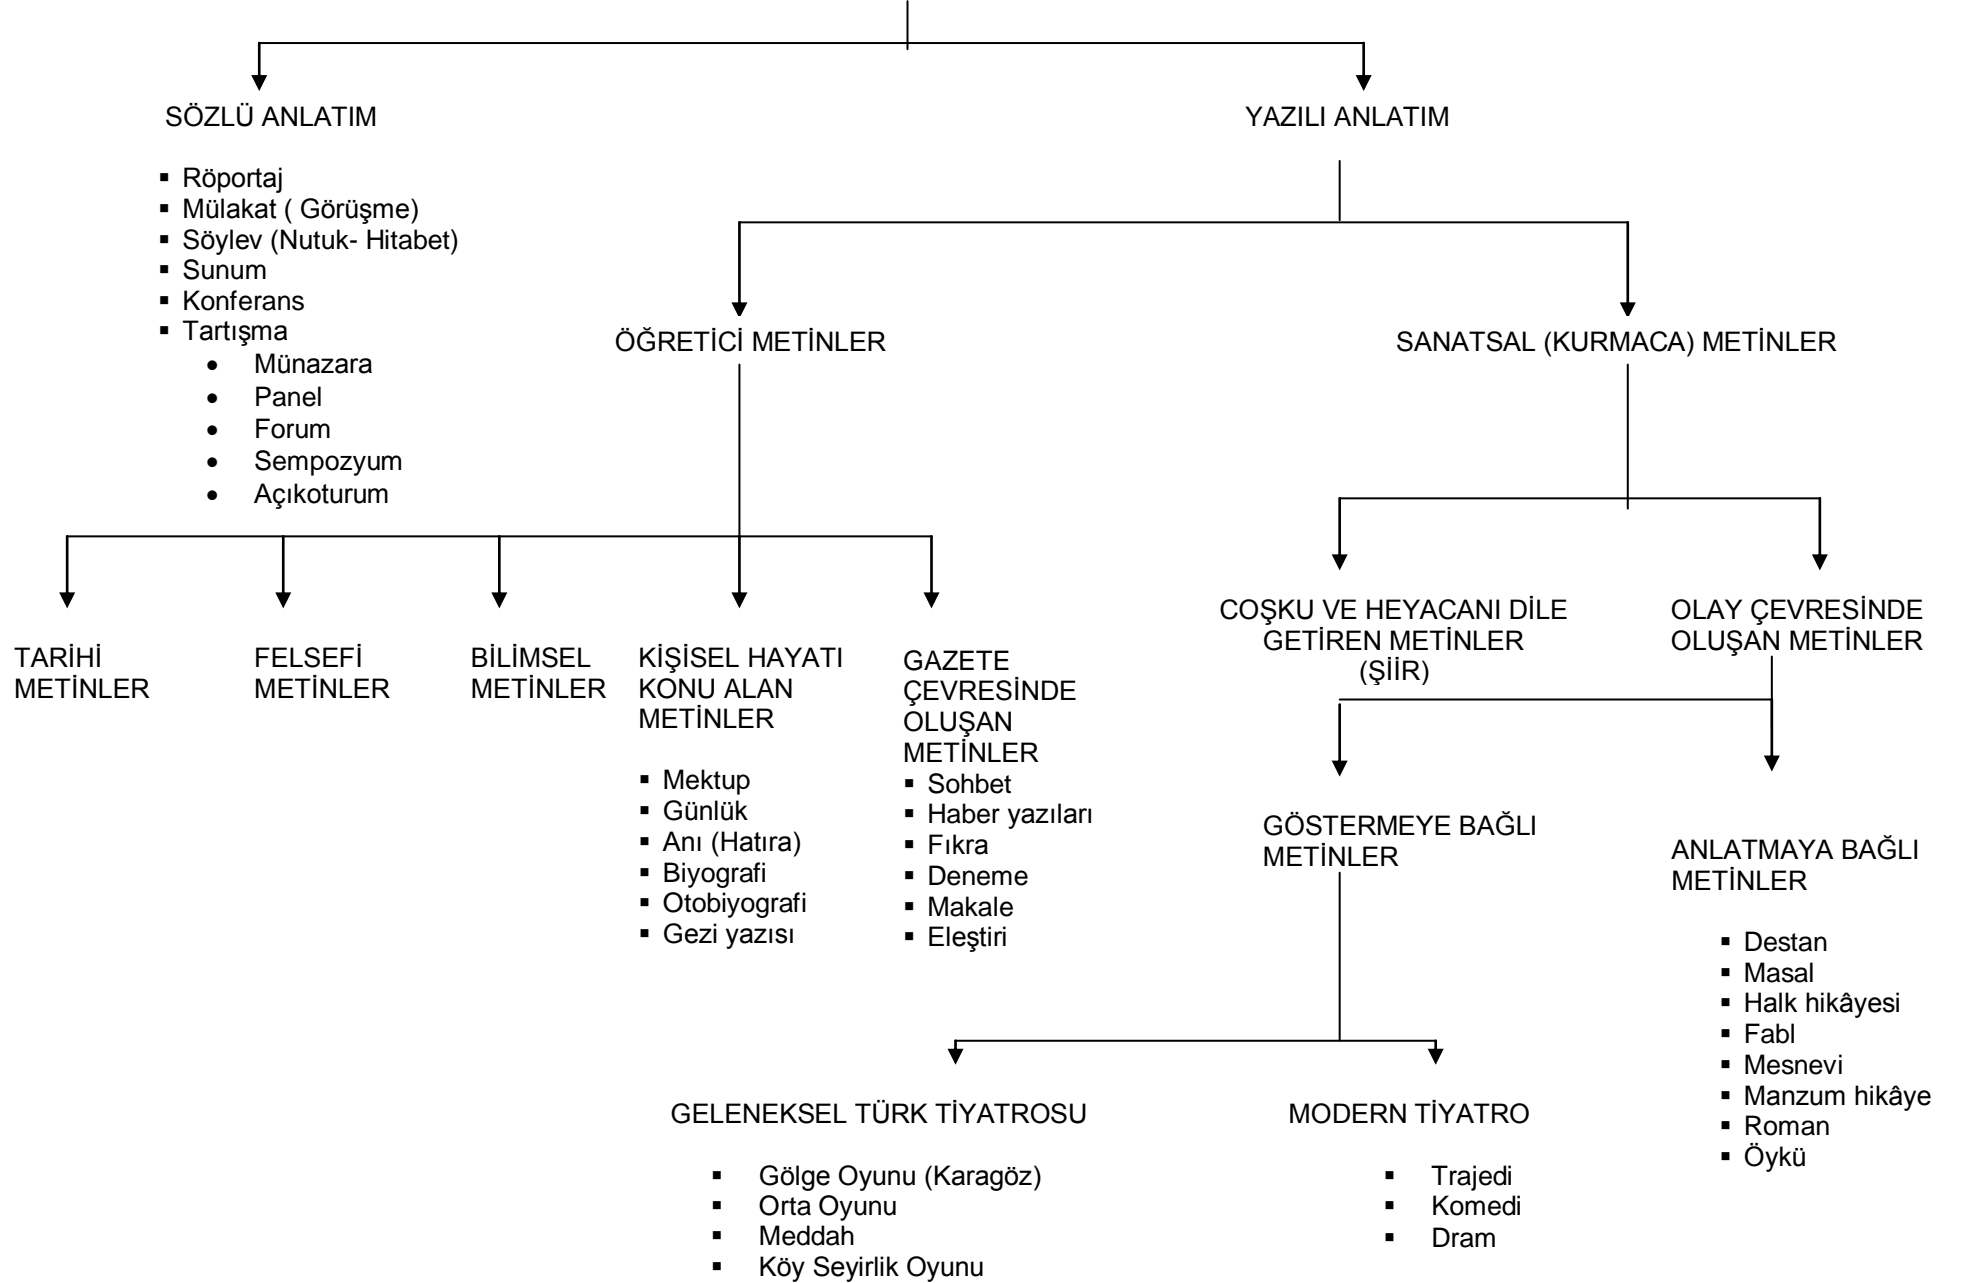 SÖZLÜ ANLATIM
▪ Röportaj
▪ Mülakat ( Görüşme)
▪ Söylev (Nutuk- Hitabet)
▪ Sunum
▪ Konferans
▪ Tartışma
• Münazara
• Panel
• Forum
• Sempozyum
• Açıkoturum
YAZILI ANLATIM
ÖĞRETİCİ METİNLER
TARİHİ
METİNLER
FELSEFİ
METİNLER
BİLİMSEL
METİNLER
KİŞİSEL HAYATI
KONU ALAN
METİNLER
▪ Mektup
▪ Günlük
▪ Anı (Hatıra)
▪ Biyografi
▪ Otobiyografi
▪ Gezi yazısı
GAZETE
ÇEVRESİNDE
OLUŞAN
METİNLER
▪ Sohbet
▪ Haber yazıları
▪ Fıkra
▪ Deneme
▪ Makale
▪ Eleştiri
SANATSAL (KURMACA) METİNLER
COŞKU VE HEYACANI DİLE
GETİREN METİNLER
(ŞİİR)
OLAY ÇEVRESİNDE
OLUŞAN METİNLER
GÖSTERMEYE BAĞLI
METİNLER
GELENEKSEL TÜRK TİYATROSU
▪ Gölge Oyunu (Karagöz)
▪ Orta Oyunu
▪ Meddah
▪ Köy Seyirlik Oyunu
MODERN TİYATRO
▪ Trajedi
▪ Komedi
▪ Dram
ANLATMAYA BAĞLI
METİNLER
▪ Destan
▪ Masal
▪ Halk hikâyesi
▪ Fabl
▪ Mesnevi
▪ Manzum hikâye
▪ Roman
▪ Öykü